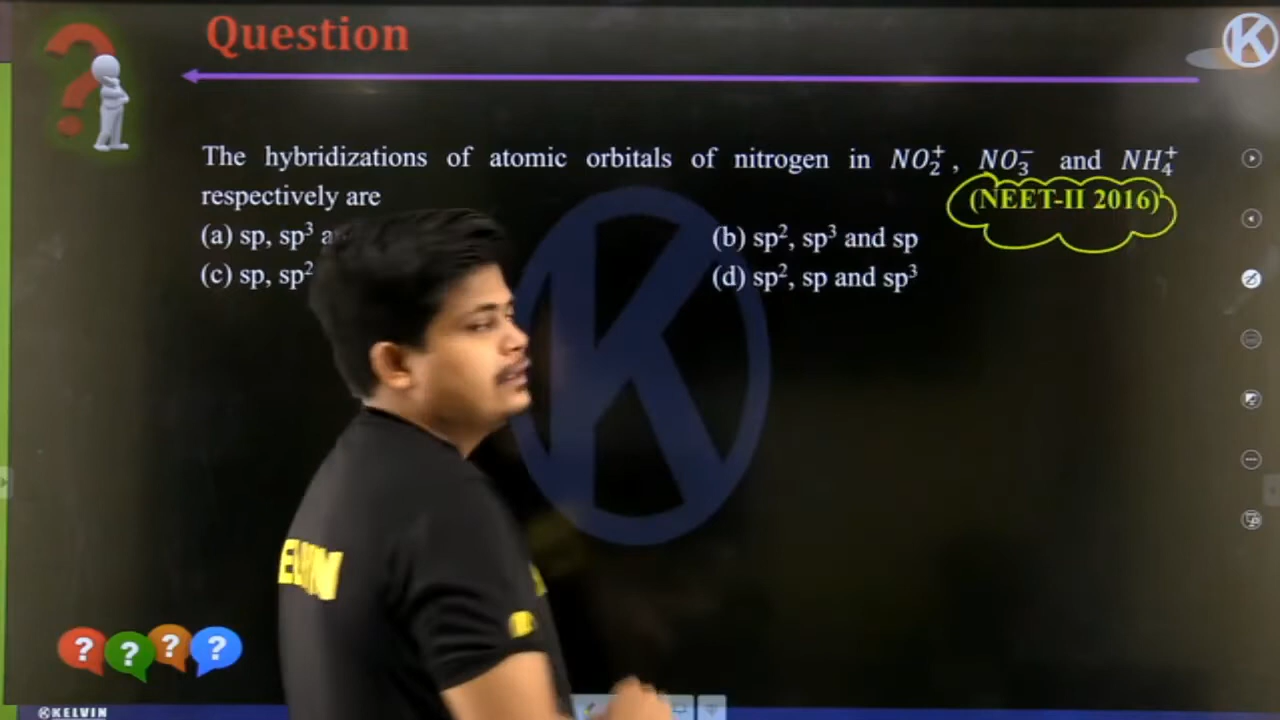 Question
The hybridizations of atomic orbitals of nitrogen in NO₂⁺, NO₃⁻ and NH₄⁺
respectively are
(NEET-II 2016)
(a) sp, sp³
(b) sp², sp³ and sp
(c) sp, sp²
(d) sp², sp and sp³
K
K
? ? ? ?
KELVIN